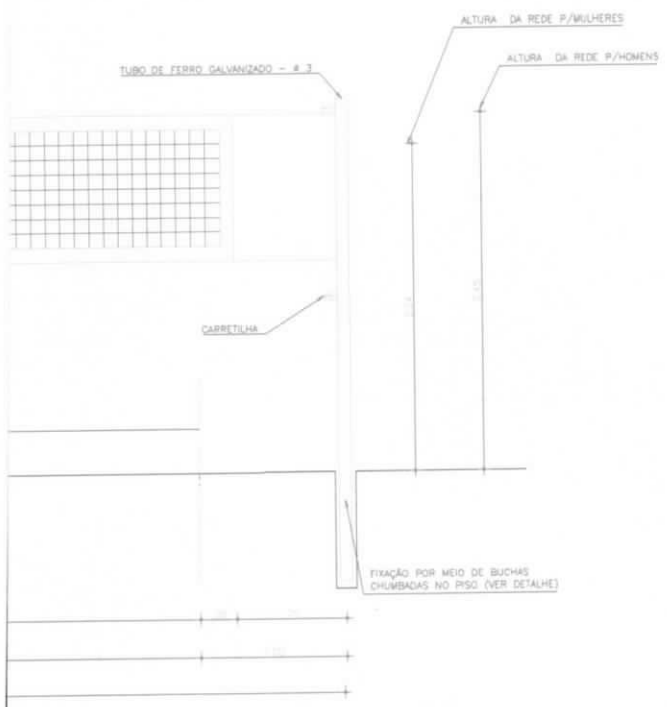 ALTURA DA REDE P/MULHERES
ALTURA DA REDE P/HOMENS
TUBO DE FERRO GALVANIZADO - ø 3
CARRETILHA
FIXAÇÃO POR MEIO DE BUCHAS
CHUMBADAS NO PISO (VER DETALHE)